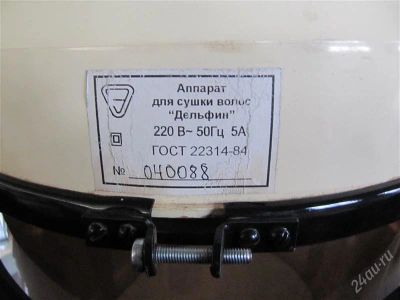 Аппарат
для сушки волос
"Дельфин"
220 В~ 50Гц 5А
ГОСТ 22314-84
№ 040088
24au.ru